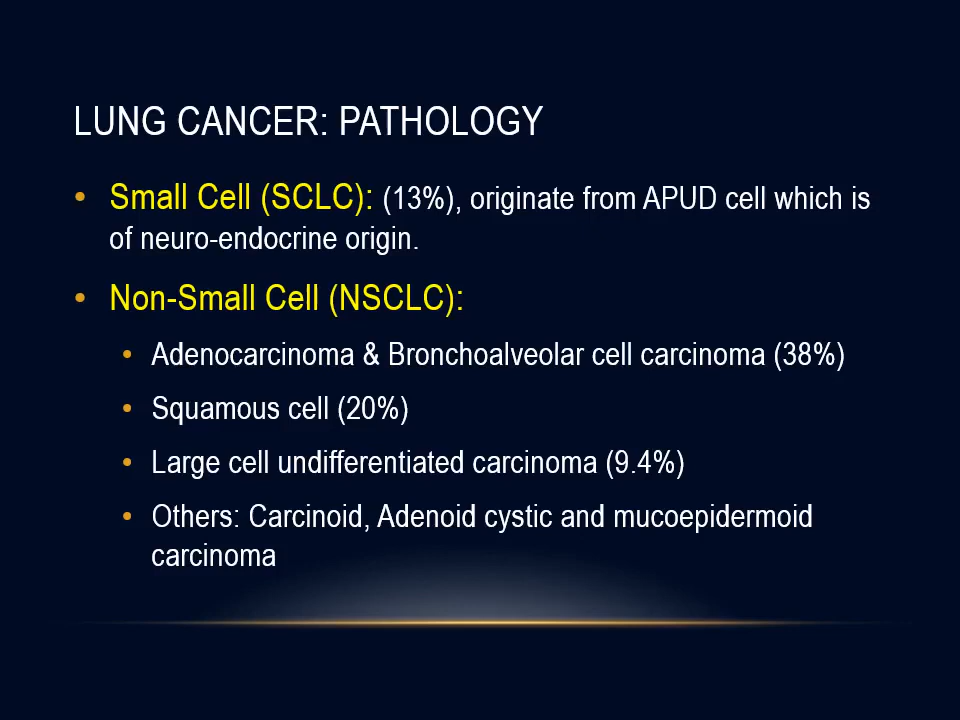 LUNG CANCER: PATHOLOGY
• Small Cell (SCLC): (13%), originate from APUD cell which is
of neuro-endocrine origin.
• Non-Small Cell (NSCLC):
• Adenocarcinoma & Bronchoalveolar cell carcinoma (38%)
• Squamous cell (20%)
• Large cell undifferentiated carcinoma (9.4%)
• Others: Carcinoid, Adenoid cystic and mucoepidermoid
carcinoma